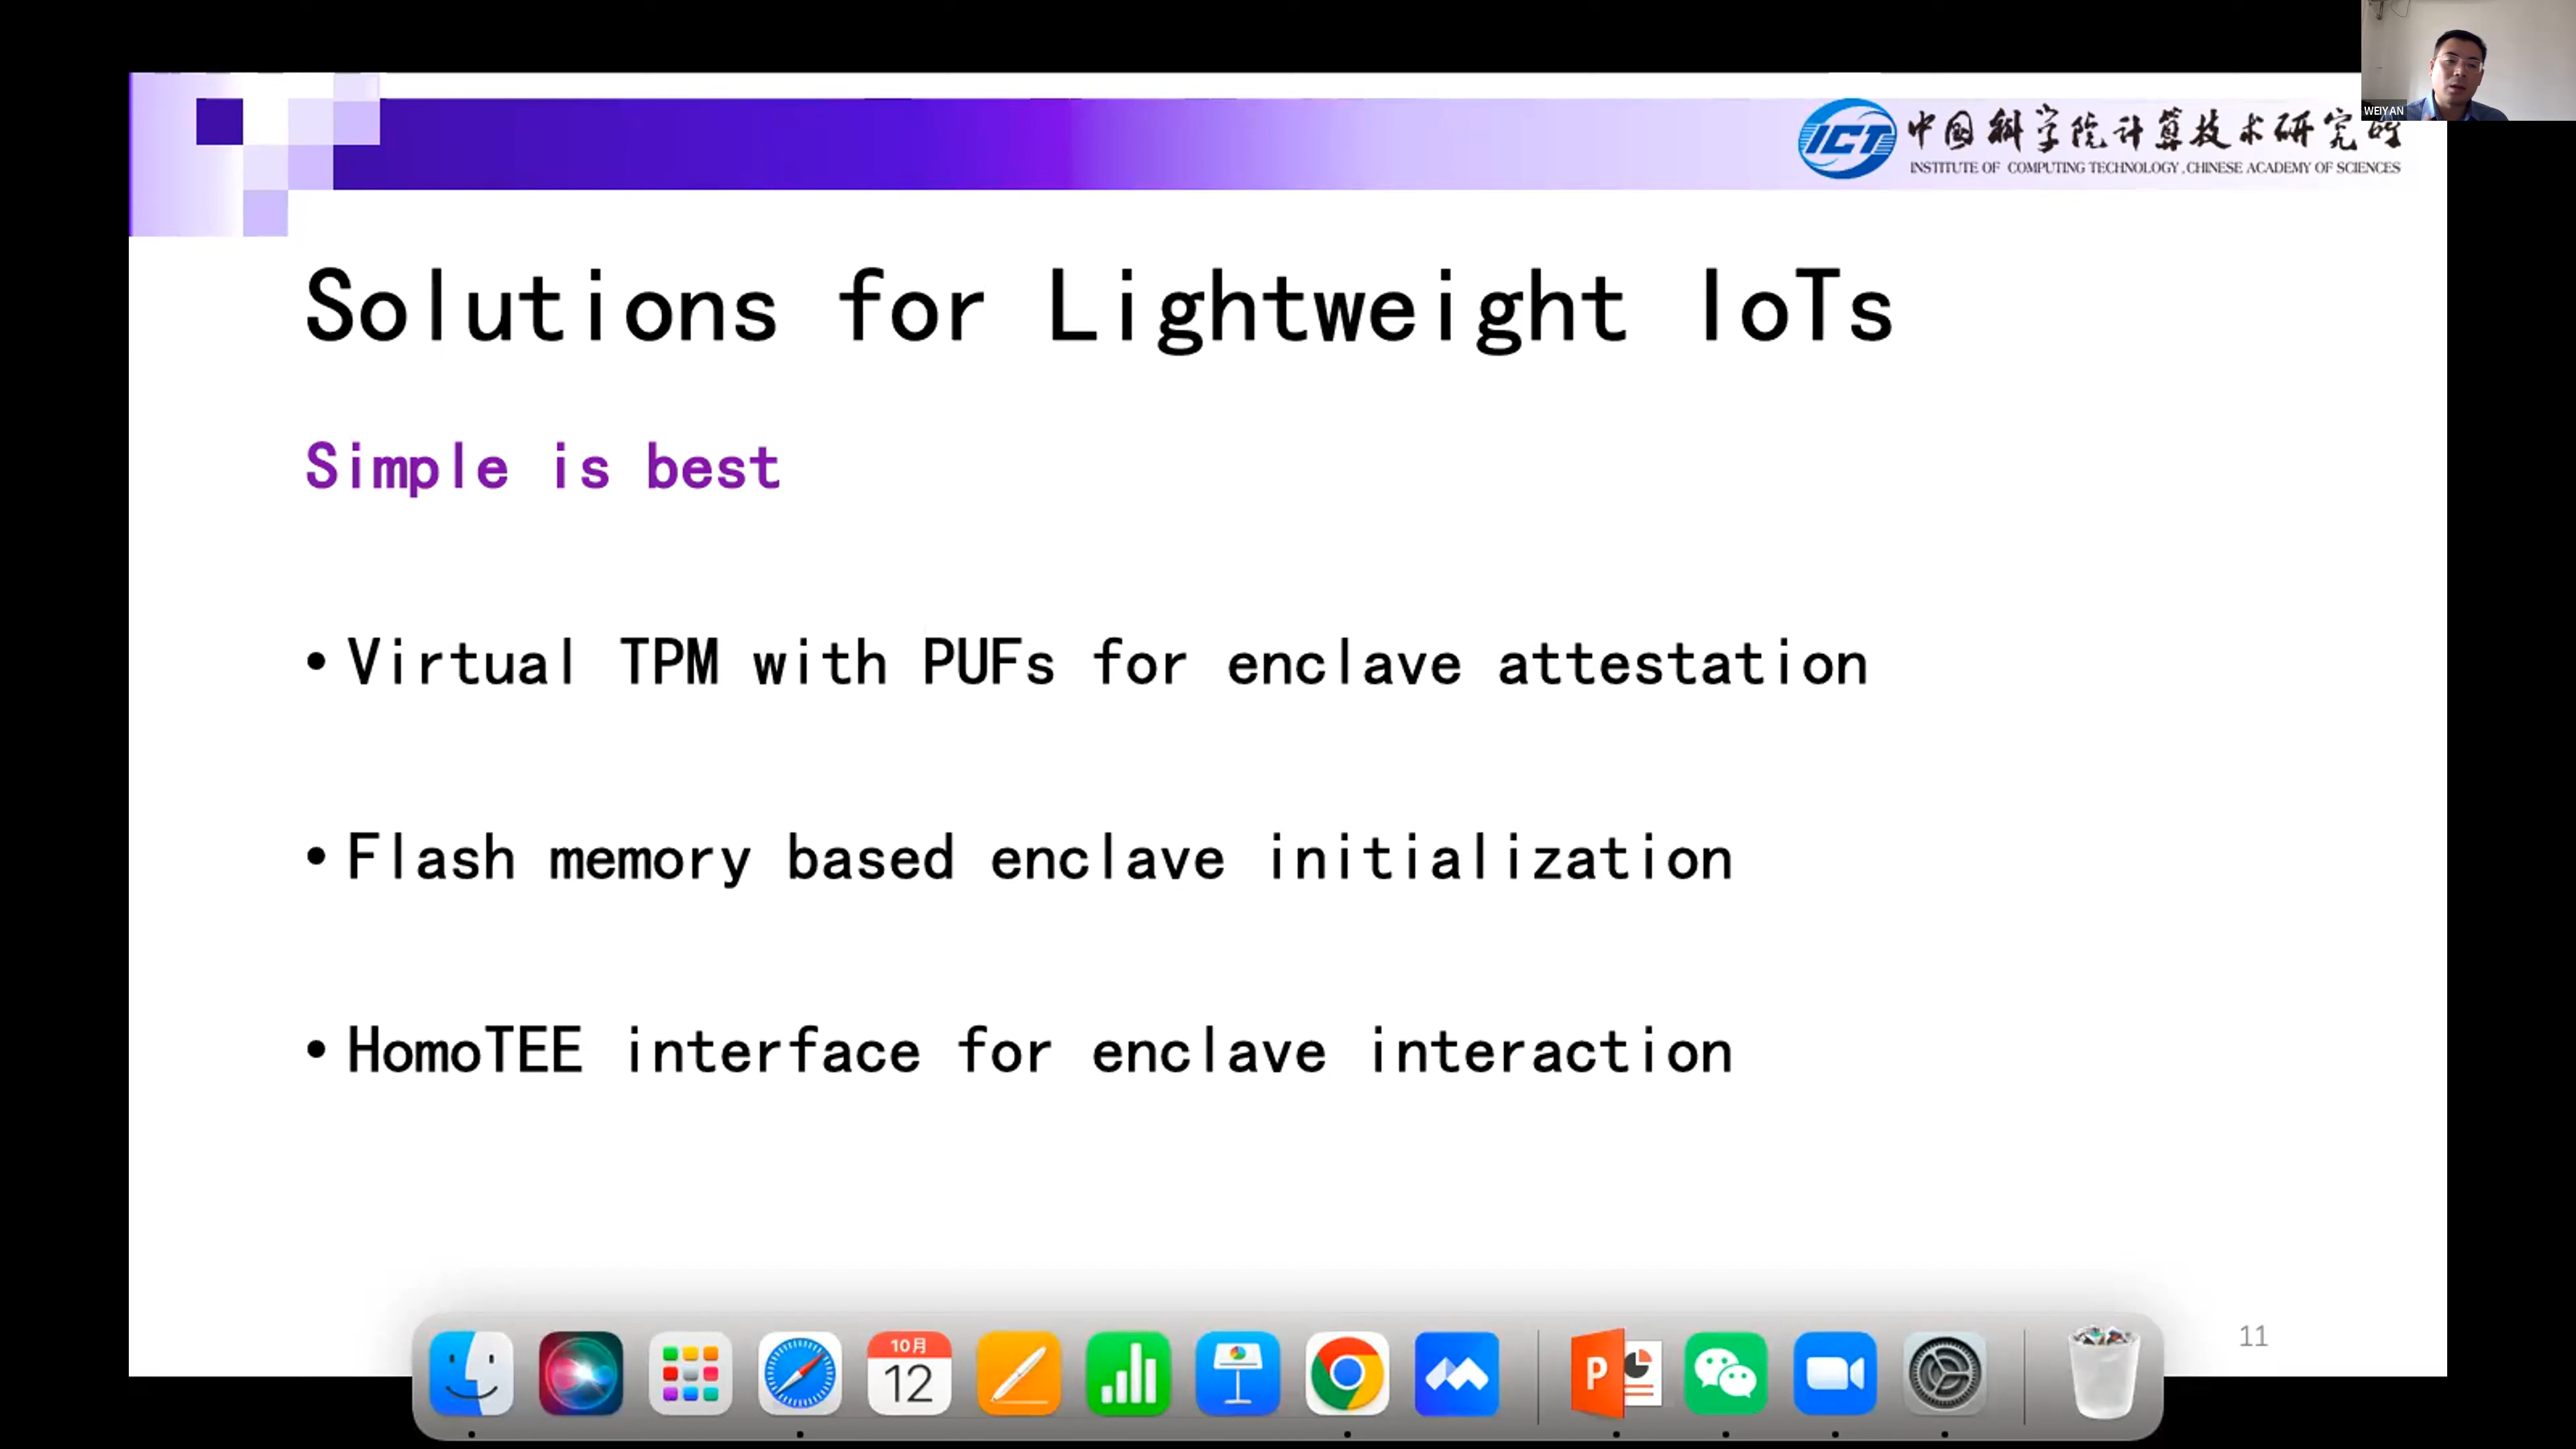 WEIYAN
ICT 中国科学院计算技术研究所
INSTITUTE OF COMPUTING TECHNOLOGY, CHINESE ACADEMY OF SCIENCES
Solutions for Lightweight IoTs
Simple is best
• Virtual TPM with PUFs for enclave attestation
• Flash memory based enclave initialization
• HomoTEE interface for enclave interaction
11
10月
12
P